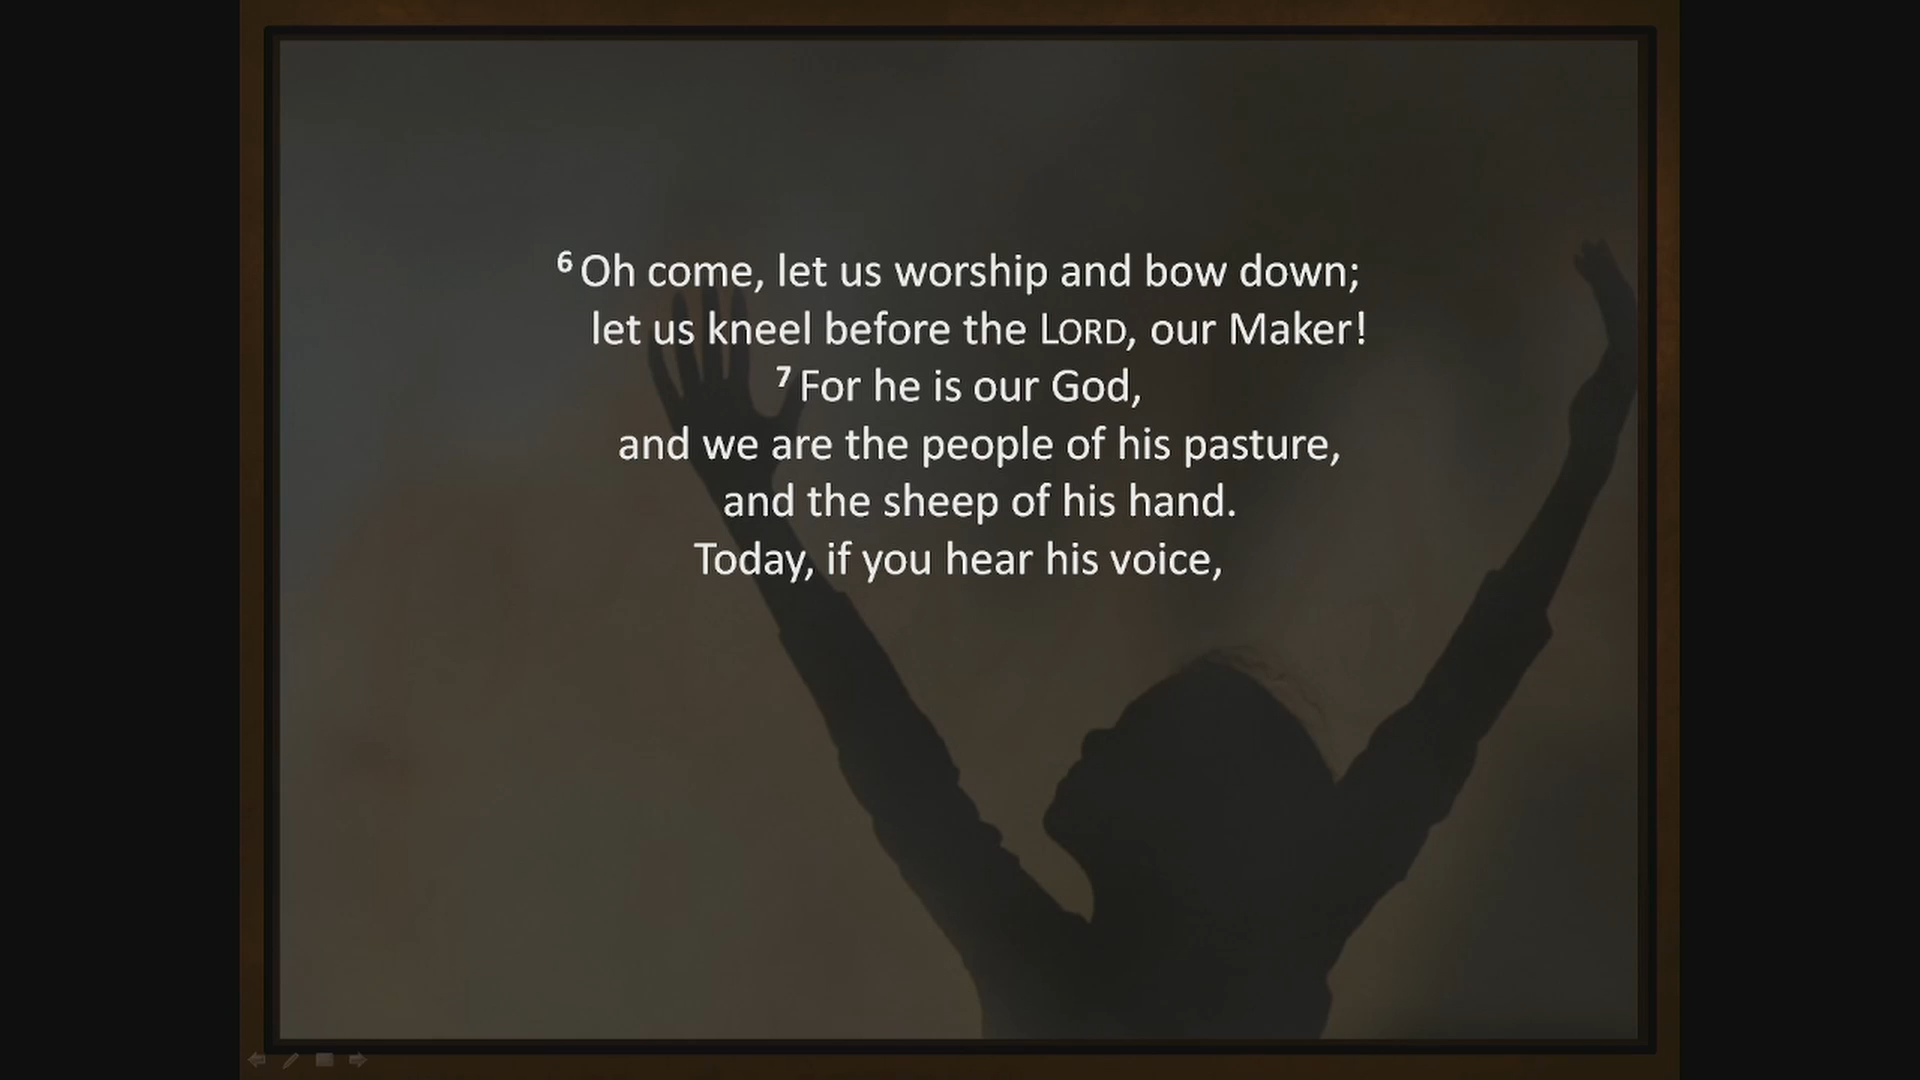 6 Oh come, let us worship and bow down;
let us kneel before the LORD, our Maker!
7 For he is our God,
and we are the people of his pasture,
and the sheep of his hand.
Today, if you hear his voice,